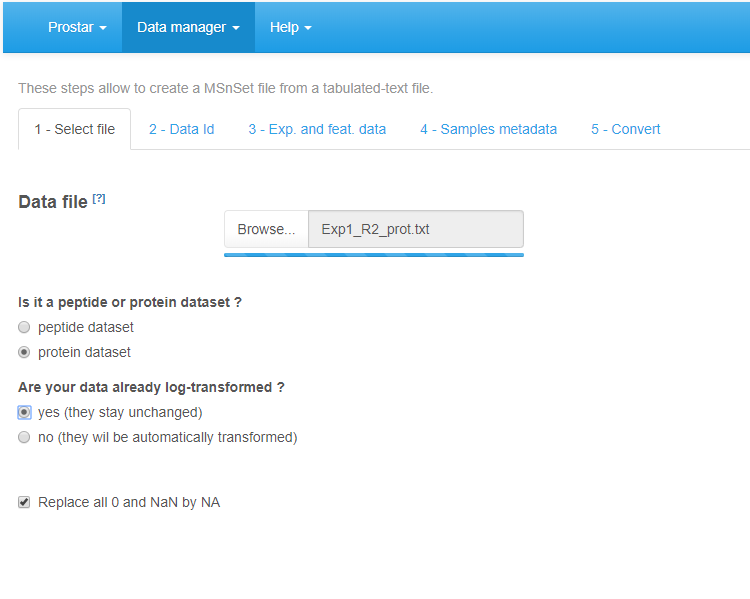 Prostar Data manager Help
These steps allow to create a MSnSet file from a tabulated-text file.
1 - Select file 2 - Data Id 3 - Exp. and feat. data 4 - Samples metadata 5 - Convert
Data file [?]
Browse... Exp1_R2_prot.txt
Is it a peptide or protein dataset ?
peptide dataset
protein dataset
Are your data already log-transformed ?
yes (they stay unchanged)
no (they wil be automatically transformed)
Replace all 0 and NaN by NA